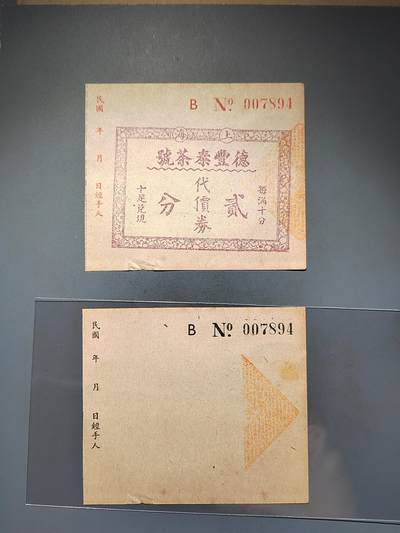 B No 007894
上海
德豐泰茶號
代價券
貳分
每滿十分
十足兌現
民國 年 月 日經手人
B No 007894
民國 年 月 日經手人